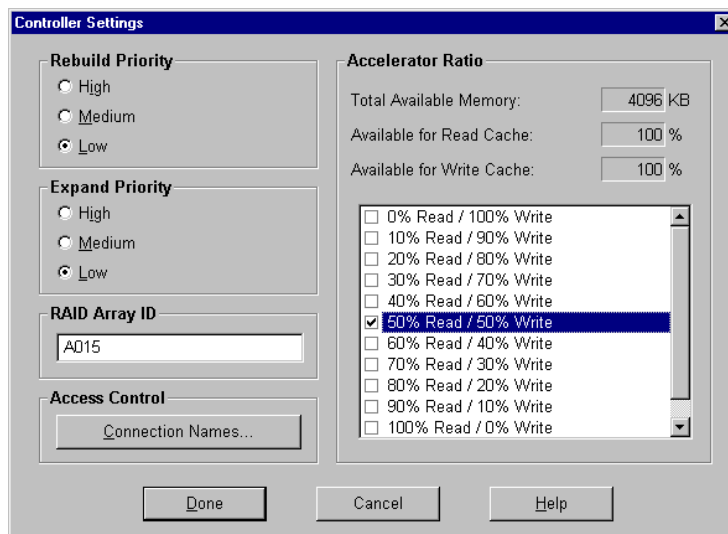 Controller Settings
Rebuild Priority
High
Medium
Low
Expand Priority
High
Medium
Low
RAID Array ID
A015
Access Control
Connection Names...
Accelerator Ratio
Total Available Memory: 4096 KB
Available for Read Cache: 100 %
Available for Write Cache: 100 %
0% Read / 100% Write
10% Read / 90% Write
20% Read / 80% Write
30% Read / 70% Write
40% Read / 60% Write
50% Read / 50% Write
60% Read / 40% Write
70% Read / 30% Write
80% Read / 20% Write
90% Read / 10% Write
100% Read / 0% Write
Done Cancel Help